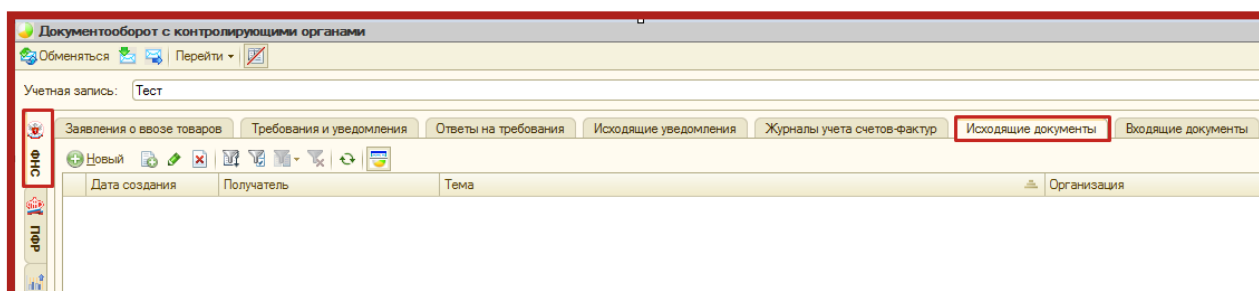 Документооборот с контролирующими органами
Обменяться Перейти
Учетная запись: Тест
Заявления о ввозе товаров Требования и уведомления Ответы на требования Исходящие уведомления Журналы учета счетов-фактур Исходящие документы Входящие документы
ФНС
Новый
Дата создания Получатель Тема Организация
ПФР